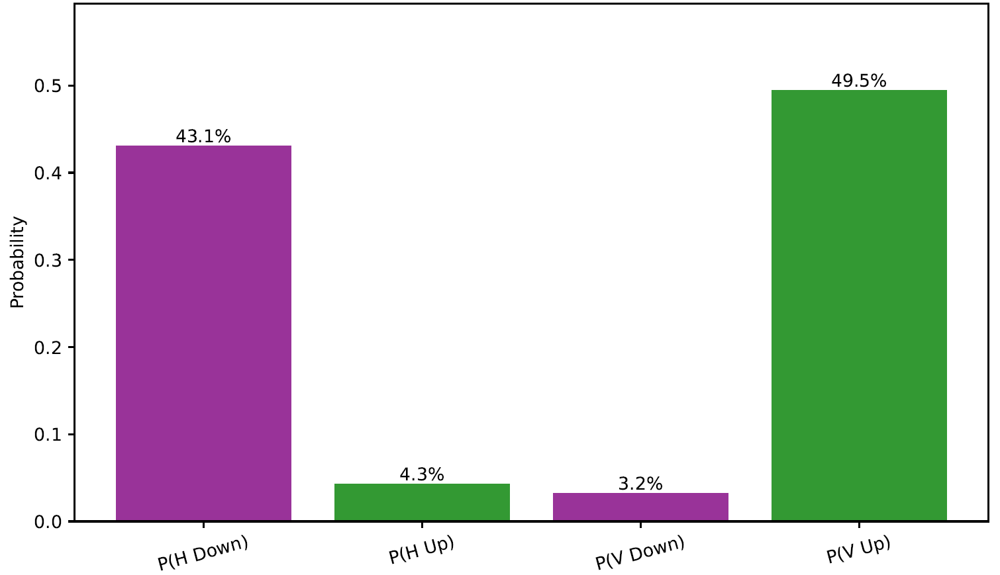 Probability
0.5
0.4
0.3
0.2
0.1
0.0
43.1%
4.3%
3.2%
49.5%
P(H Down)
P(H Up)
P(V Down)
P(V Up)